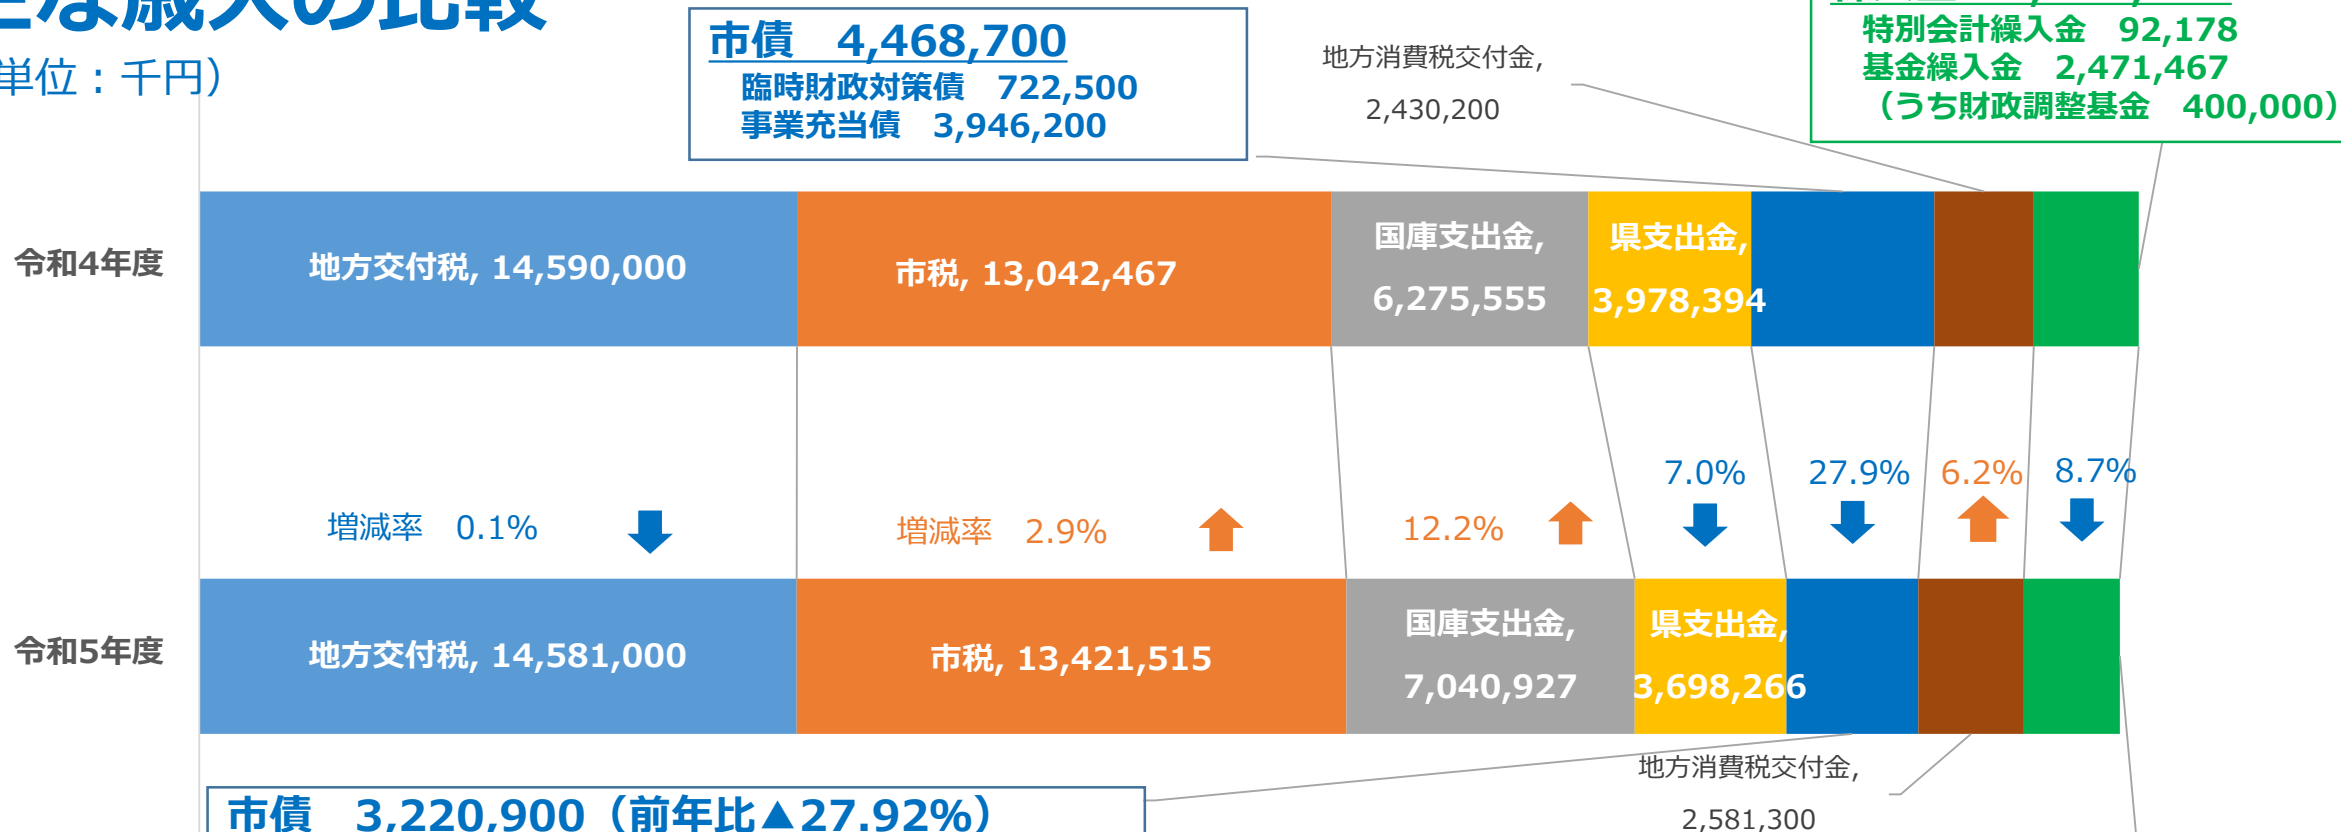 な歳入の比較
単位：千円）
市債　4,468,700
臨時財政対策債　722,500
事業充当債　3,946,200
地方消費税交付金,
2,430,200
特別会計繰入金　92,178
基金繰入金　2,471,467
（うち財政調整基金　400,000）
令和4年度
地方交付税, 14,590,000
市税, 13,042,467
国庫支出金,
6,275,555
県支出金,
3,978,394
増減率　0.1%
増減率　2.9%
12.2%
7.0%
27.9%
6.2%
8.7%
令和5年度
地方交付税, 14,581,000
市税, 13,421,515
国庫支出金,
7,040,927
県支出金,
3,698,266
地方消費税交付金,
2,581,300
市債　3,220,900（前年比▲27.92%）